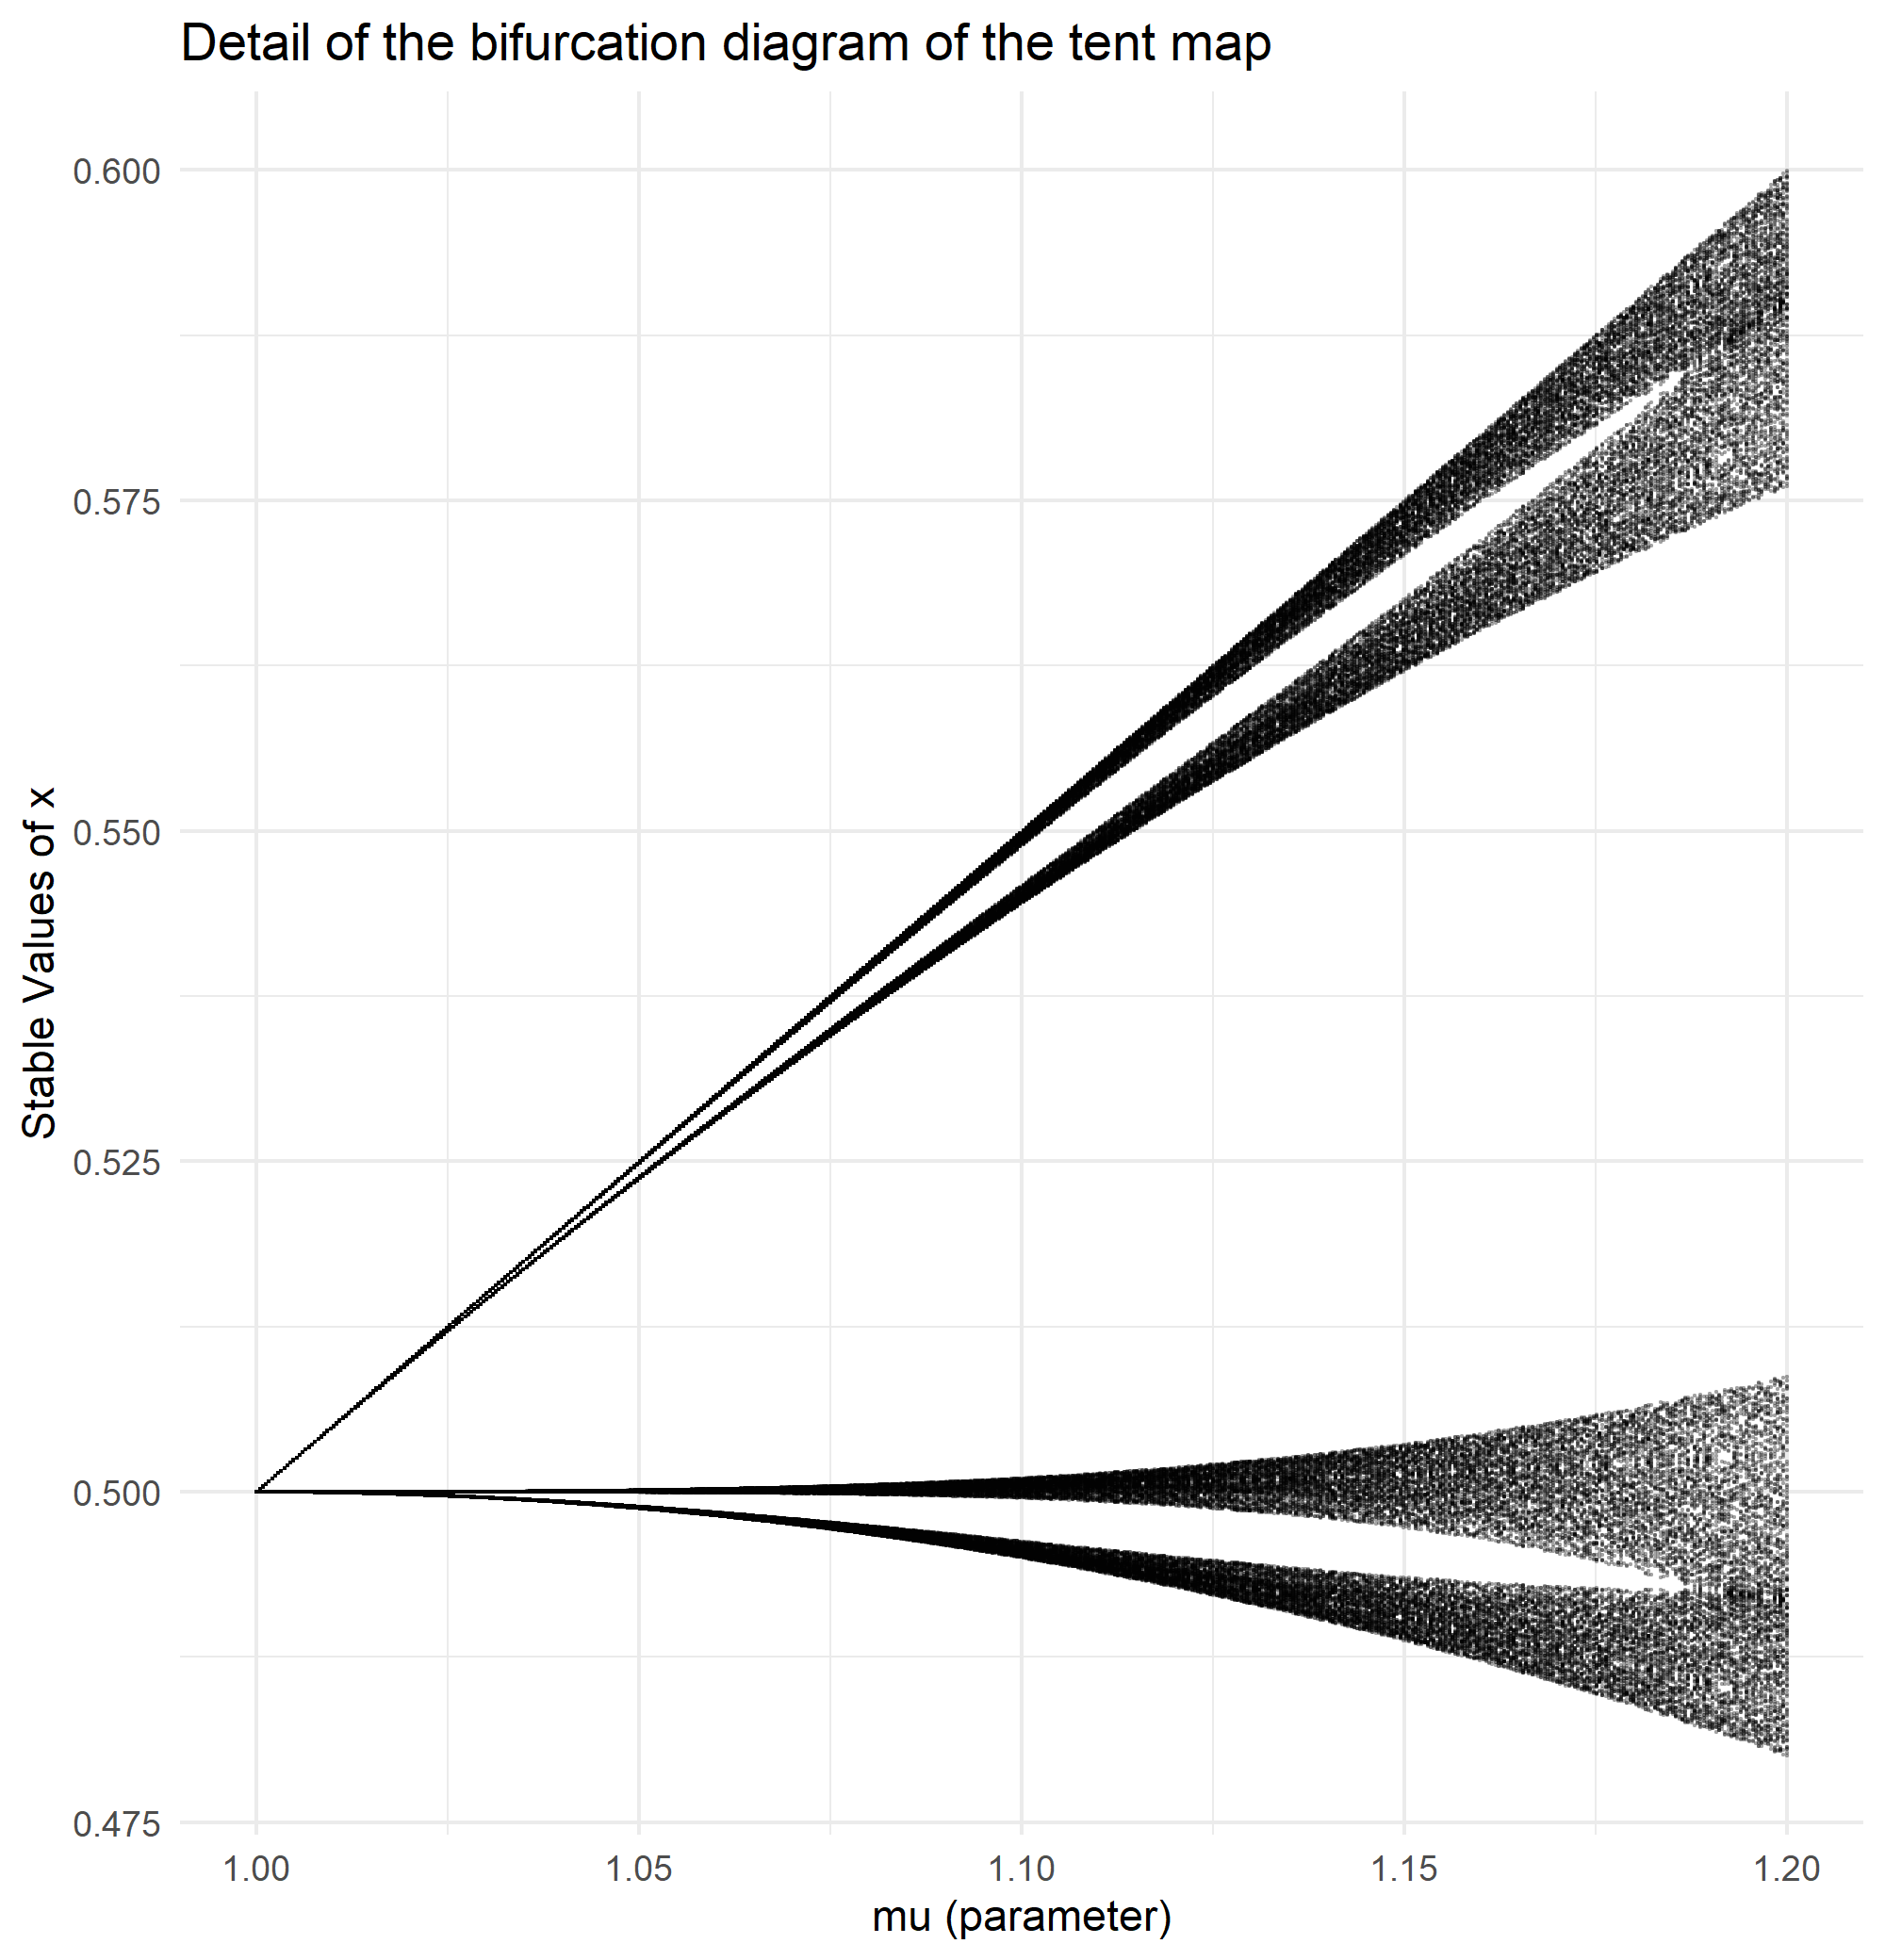 Detail of the bifurcation diagram of the tent map
Stable Values of x
0.600
0.575
0.550
0.525
0.500
0.475
1.00 1.05 1.10 1.15 1.20
mu (parameter)